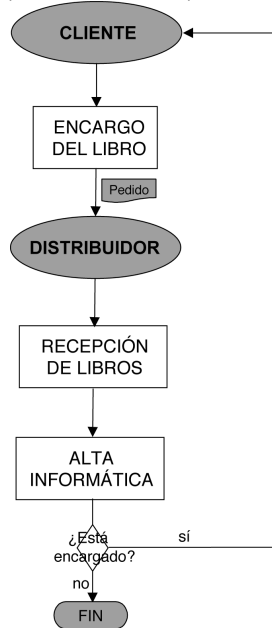 CLIENTE
ENCARGO
DEL LIBRO
Pedido
DISTRIBUIDOR
RECEPCIÓN
DE LIBROS
ALTA
INFORMÁTICA
¿Está
encargado?
sí
no
FIN